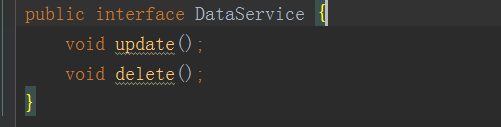 public interface DataService {
    void update();
    void delete();
}